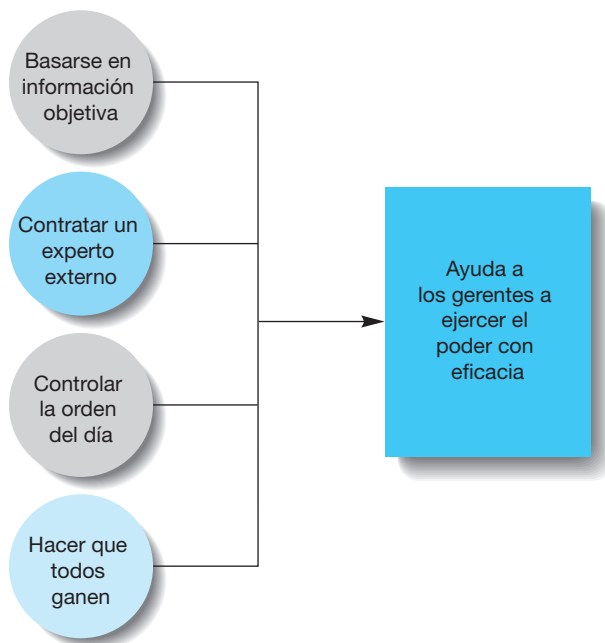 Basarse en
información
objetiva
Contratar un
experto
externo
Controlar
la orden
del día
Hacer que
todos
ganen
Ayuda a
los gerentes a
ejercer el
poder con
eficacia